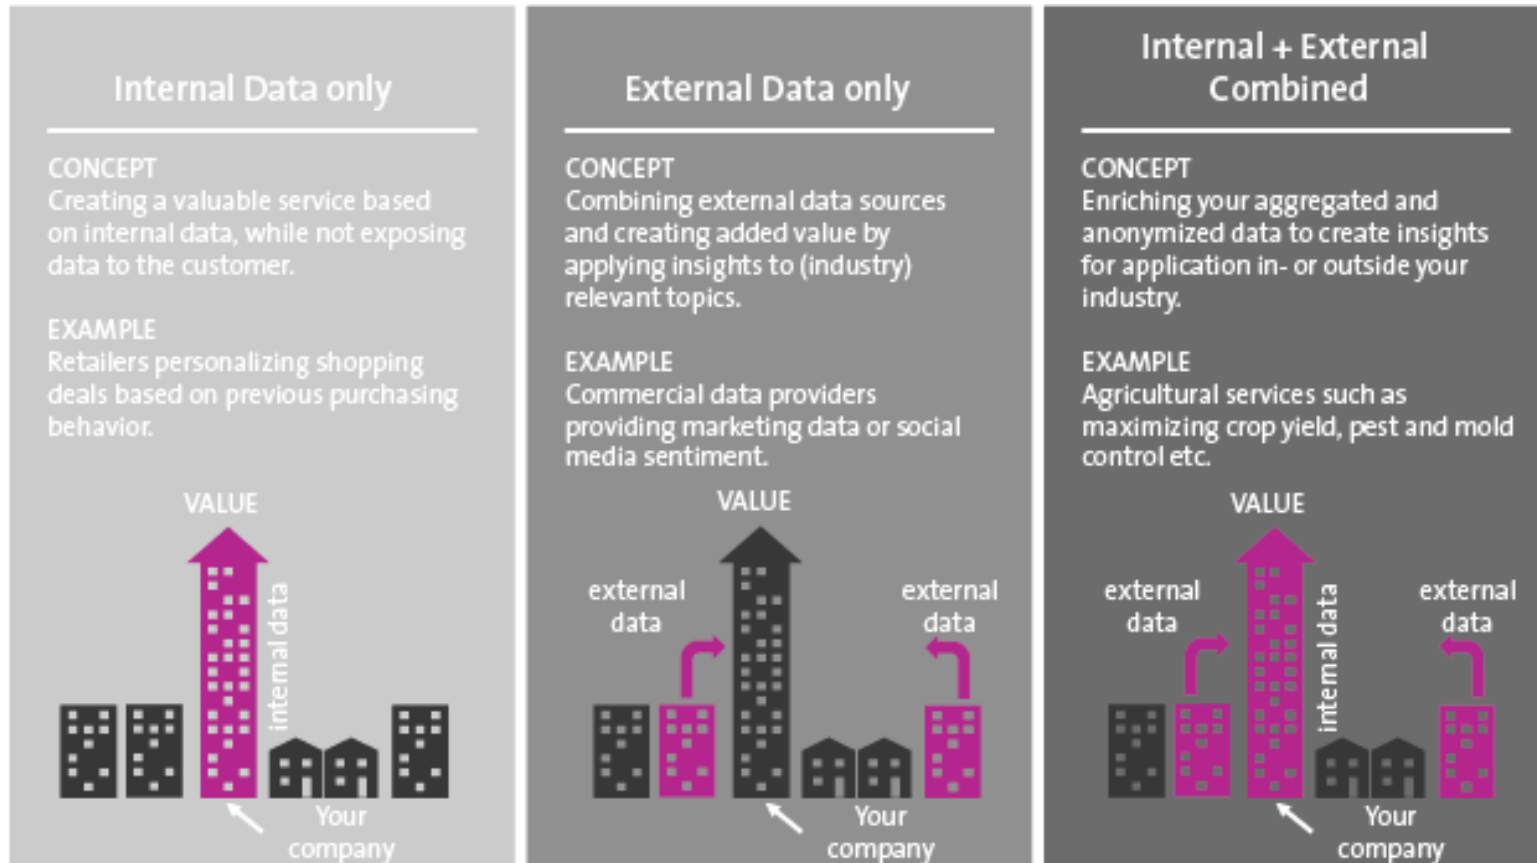 Internal Data only
CONCEPT
Creating a valuable service based
on internal data, while not exposing
data to the customer.
EXAMPLE
Retailers personalizing shopping
deals based on previous purchasing
behavior.
VALUE
internal data
Your
company
External Data only
CONCEPT
Combining external data sources
and creating added value by
applying insights to (industry)
relevant topics.
EXAMPLE
Commercial data providers
providing marketing data or social
media sentiment.
VALUE
external
data
external
data
Your
company
Internal + External
Combined
CONCEPT
Enriching your aggregated and
anonymized data to create insights
for application in- or outside your
industry.
EXAMPLE
Agricultural services such as
maximizing crop yield, pest and mold
control etc.
VALUE
external
data
internal data
external
data
Your
company